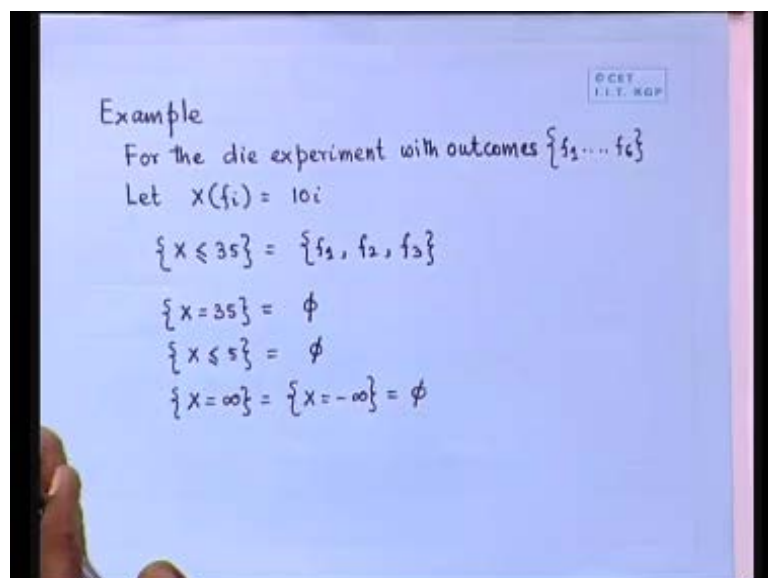 © CET
I.I.T. KGP
Example
For the die experiment with outcomes {f₁.... f₆}
Let X(fi) = 10i
{X ≤ 35} = {f₁, f₂, f₃}
{X = 35} = ϕ
{X ≤ 5} = ϕ
{X = ∞} = {X = -∞} = ϕ